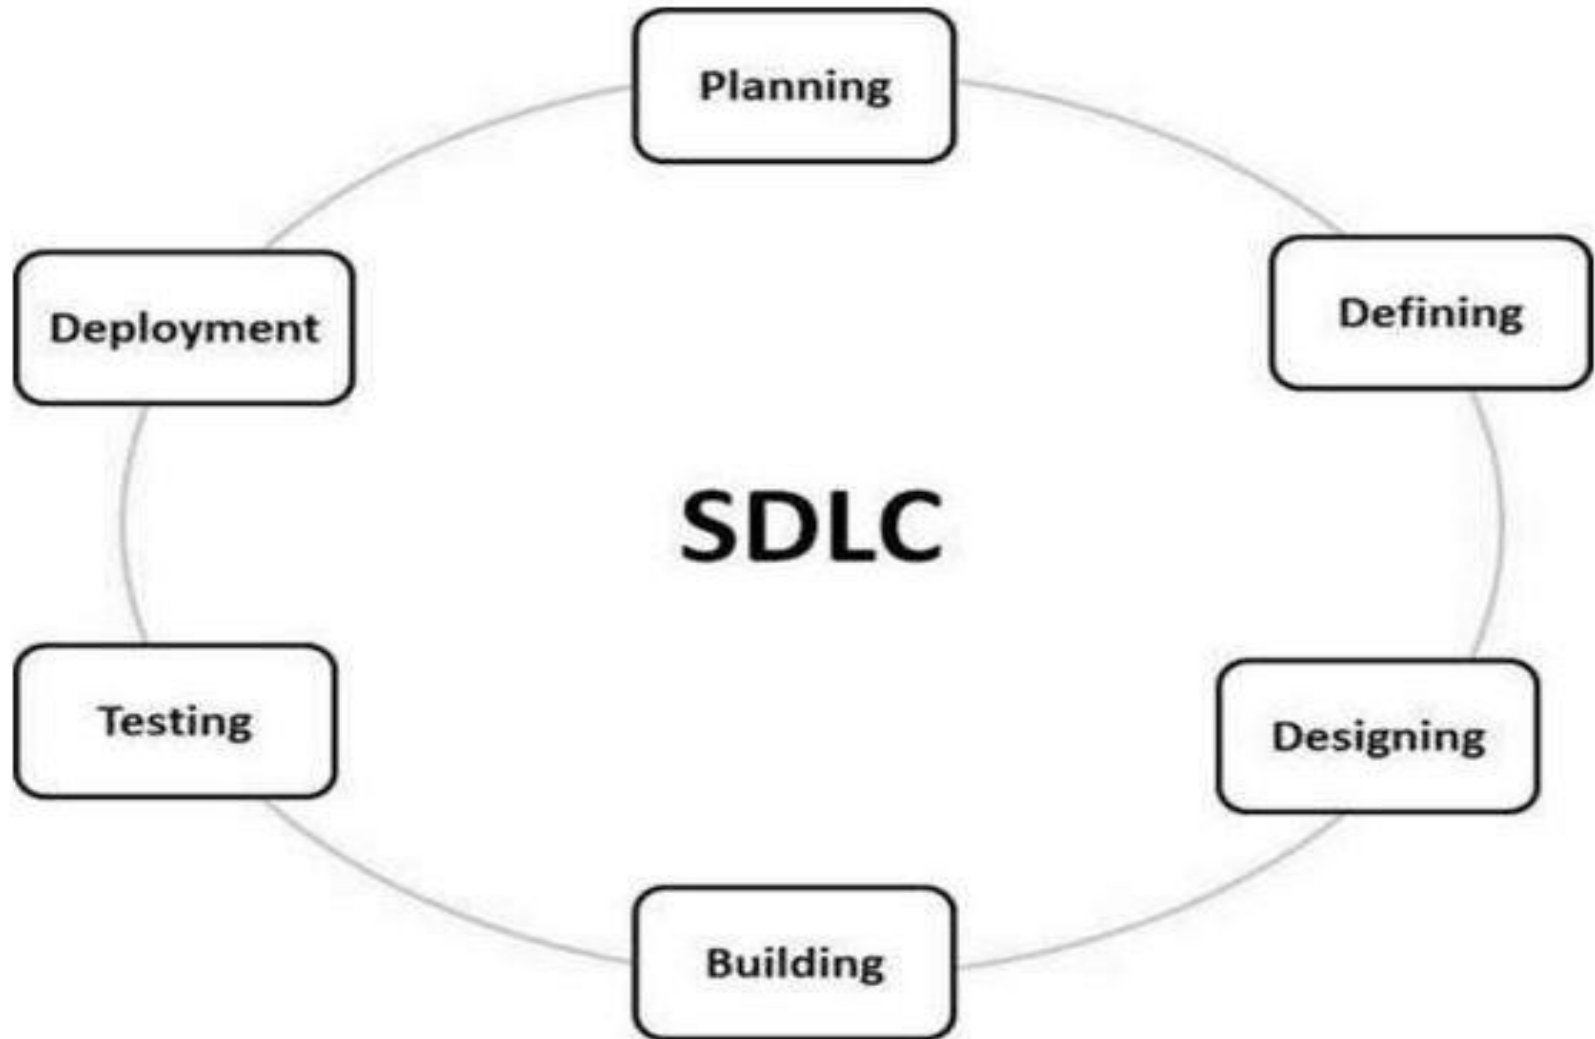 Planning
Defining
Designing
Building
Testing
Deployment
SDLC